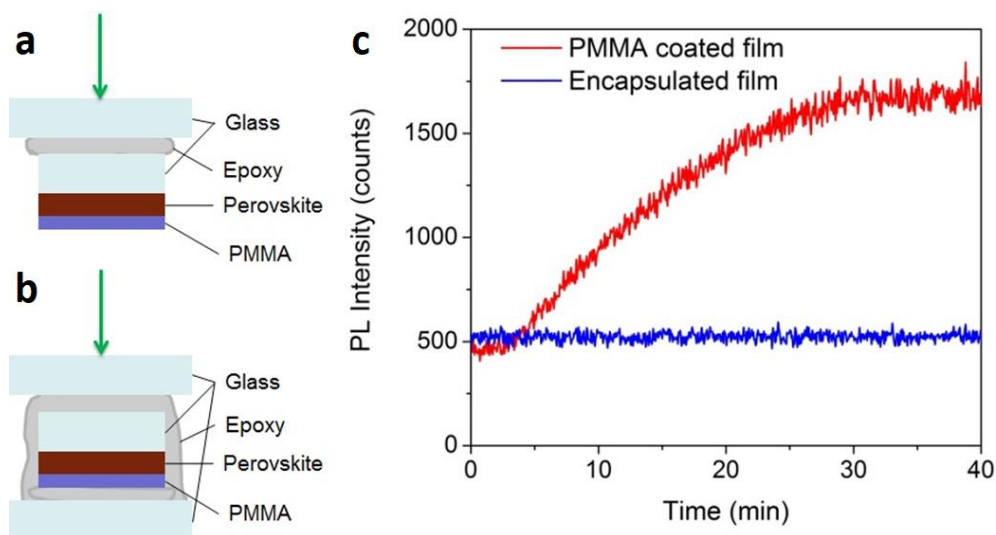 a
Glass
Epoxy
Perovskite
PMMA
b
Glass
Epoxy
Perovskite
PMMA
c
PMMA coated film
Encapsulated film
PL Intensity (counts)
2000
1500
1000
500
0
0 10 20 30 40
Time (min)